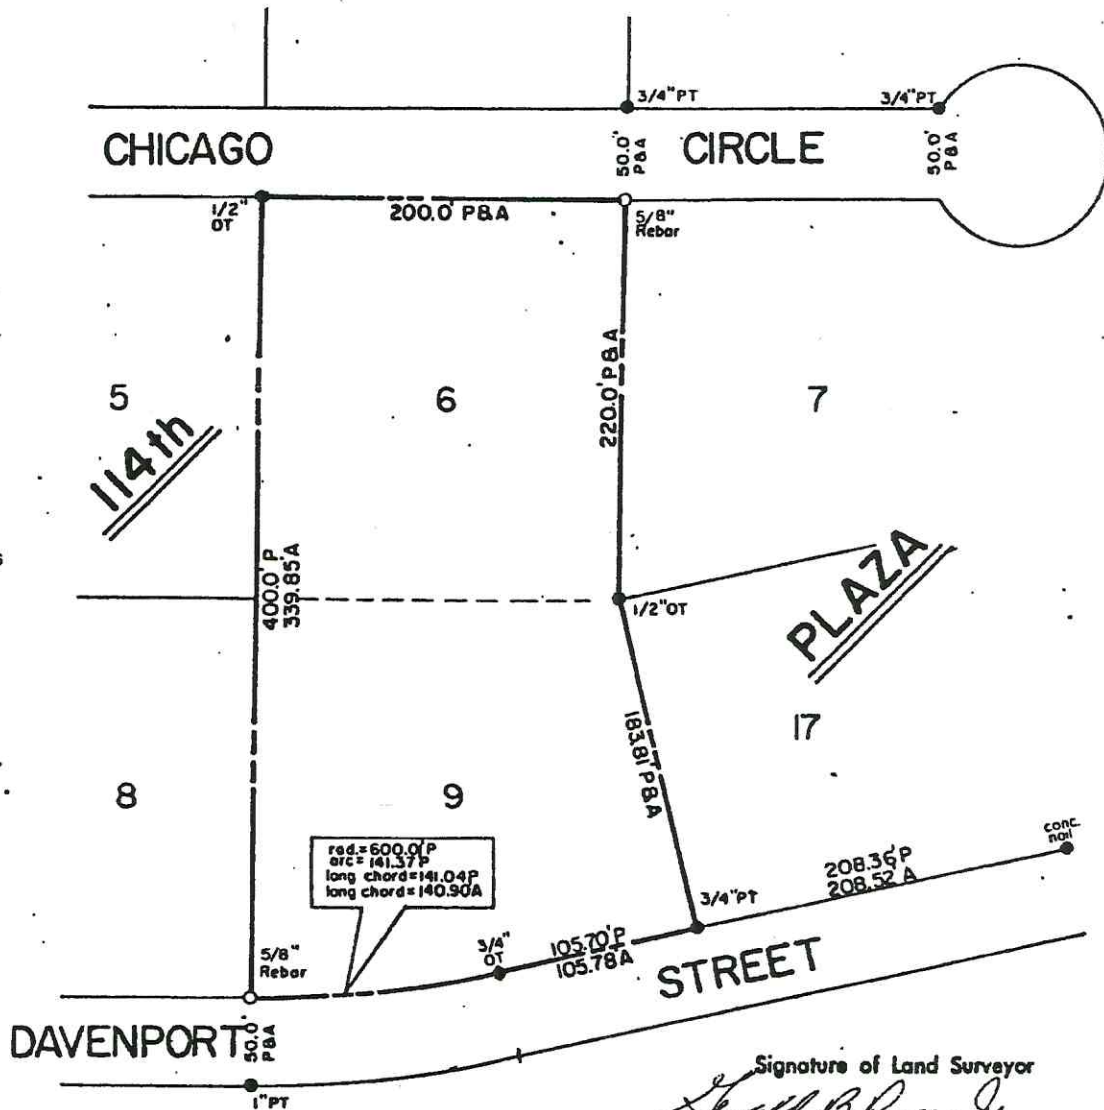 3/4"PT
3/4"PT
CHICAGO
50.0'
P&A
CIRCLE
50.0'
P&A
1/2"
OT
200.0' P&A
5/8"
Rebar
220.0' P&A
5
6
7
114th
400.0' P
339.85'A
1/2"OT
PLAZA
183.81' P&A
17
8
9
rad.=600.0'P
arc= 141.37'P
long chord=141.04P
long chord=140.90A
conc.
nail
208.36'P
208.52'A
3/4"PT
5/8"
Rebar
3/4"
OT
105.70'P
105.78'A
STREET
DAVENPORT
50.0'
P&A
1"PT
Signature of Land Surveyor